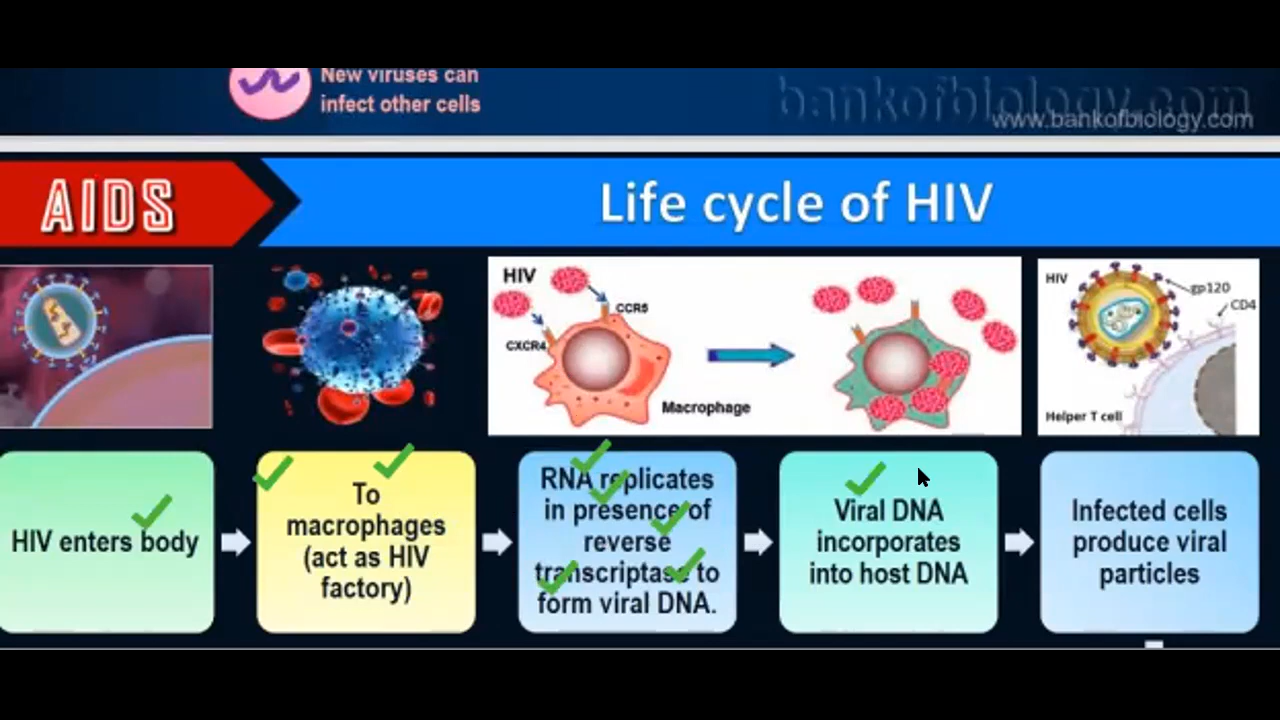 New viruses can
infect other cells
bankofbiology.com
www.bankofbiology.com
AIDS
Life cycle of HIV
HIV
CCR5
CXCR4
Macrophage
HIV
gp120
CD4
Helper T cell
HIV enters body
To
macrophages
(act as HIV
factory)
RNA replicates
in presence of
reverse
transcriptase to
form viral DNA.
Viral DNA
incorporates
into host DNA
Infected cells
produce viral
particles